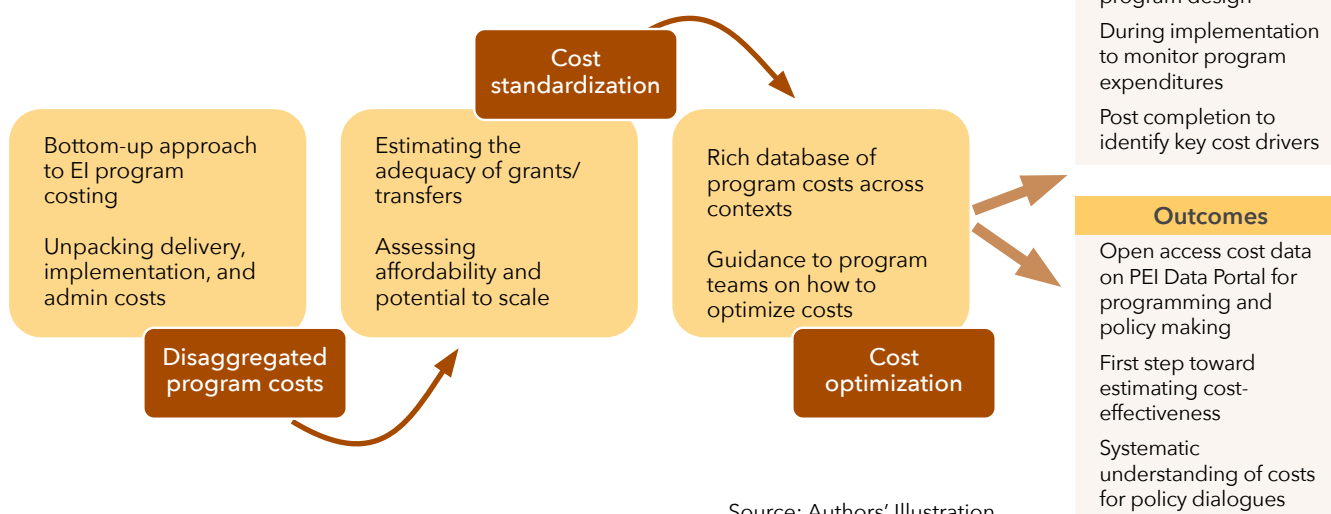 Bottom-up approach
to EI program
costing
Unpacking delivery,
implementation, and
admin costs
Disaggregated
program costs
Estimating the
adequacy of grants/
transfers
Assessing
affordability and
potential to scale
Cost
standardization
Rich database of
program costs across
contexts
Guidance to program
teams on how to
optimize costs
Cost
optimization
program design
During implementation
to monitor program
expenditures
Post completion to
identify key cost drivers
Outcomes
Open access cost data
on PEI Data Portal for
programming and
policy making
First step toward
estimating cost-
effectiveness
Systematic
understanding of costs
for policy dialogues
Source: Authors' Illustration